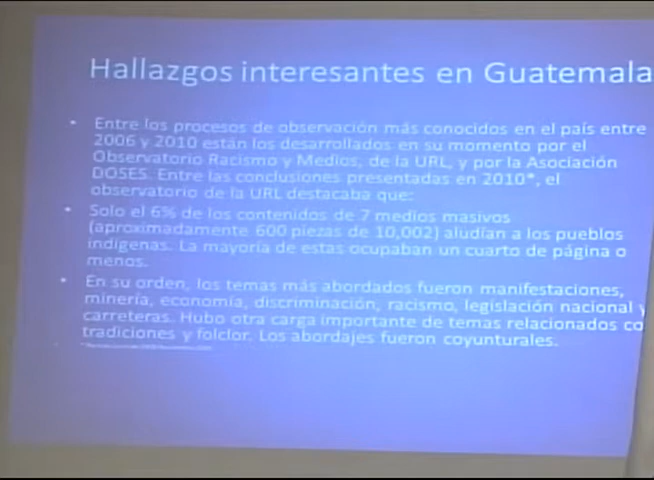 Hallazgos interesantes en Guatemala
• Entre los procesos de observación más conocidos en el país entre
2006 y 2010 están los desarrollados en su momento por el
Observatorio Racismo y Medios, de la URL, y por la Asociación
DOSES. Entre las conclusiones presentadas en 2010*, el
observatorio de la URL destacaba que:
• Solo el 6% de los contenidos de 7 medios masivos
(aproximadamente 600 piezas de 10,002) aludían a los pueblos
indígenas. La mayoría de estas ocupaban un cuarto de página o
menos.
• En su orden, los temas más abordados fueron manifestaciones,
minería, economía, discriminación, racismo, legislación nacional y
carreteras. Hubo otra carga importante de temas relacionados co
tradiciones y folclor. Los abordajes fueron coyunturales.